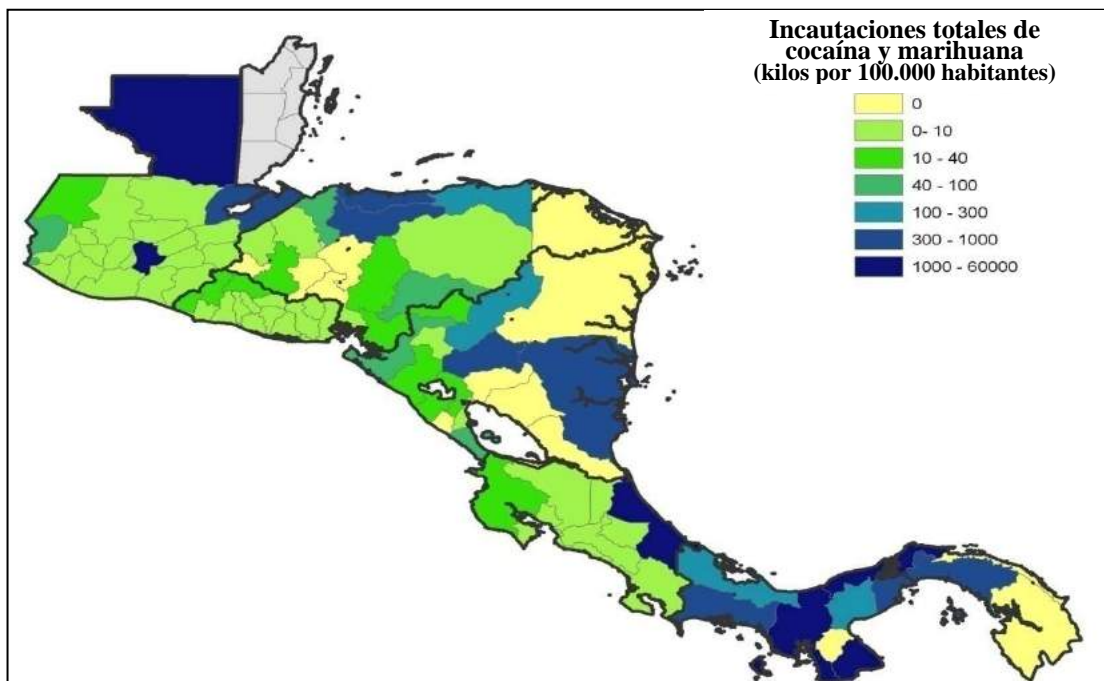 Incautaciones totales de
cocaína y marihuana
(kilos por 100.000 habitantes)
0
0- 10
10 - 40
40 - 100
100 - 300
300 - 1000
1000 - 60000